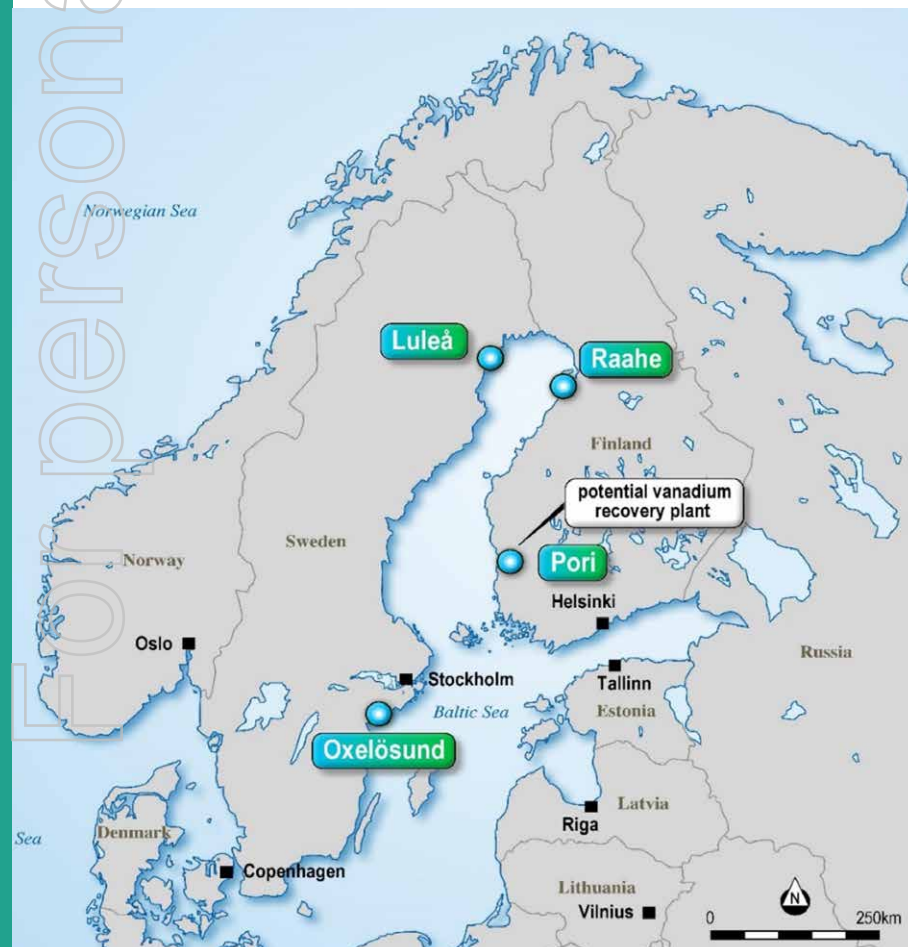 For persona
Norwegian Sea
Luleå
Raahe
Finland
potential vanadium
recovery plant
Sweden
Norway
Pori
Helsinki
Oslo
Russia
Stockholm
Tallinn
Baltic Sea
Estonia
Oxelösund
Latvia
Riga
Denmark
Sea
Copenhagen
Lithuania
Vilnius
N
0 250km